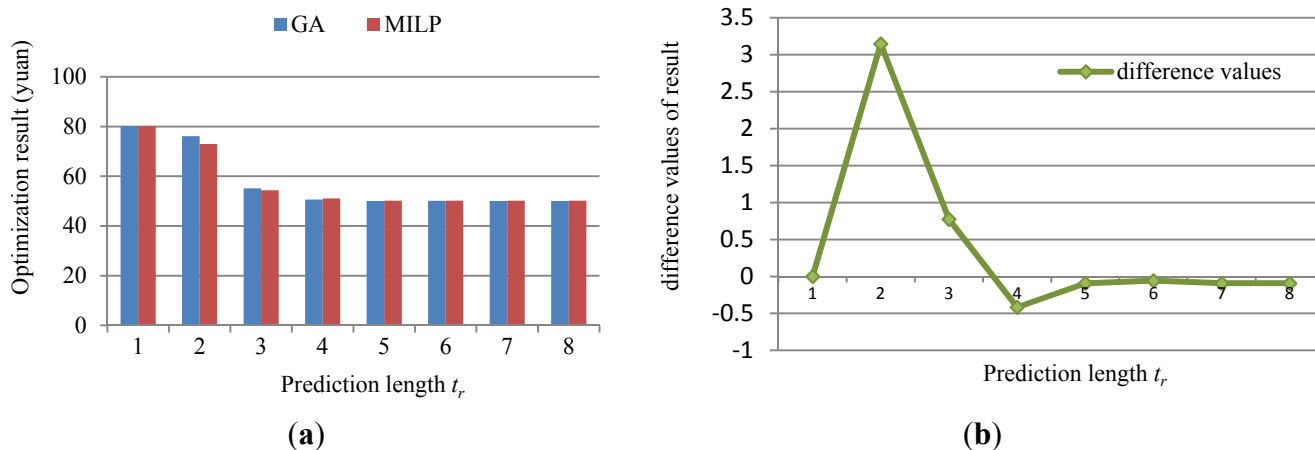 GA MILP
Optimization result (yuan)
100
80
60
40
20
0
1 2 3 4 5 6 7 8
Prediction length tr
(a)
difference values of result
3.5
3
2.5
2
1.5
1
0.5
0
-0.5
-1
difference values
1 2 3 4 5 6 7 8
Prediction length tr
(b)